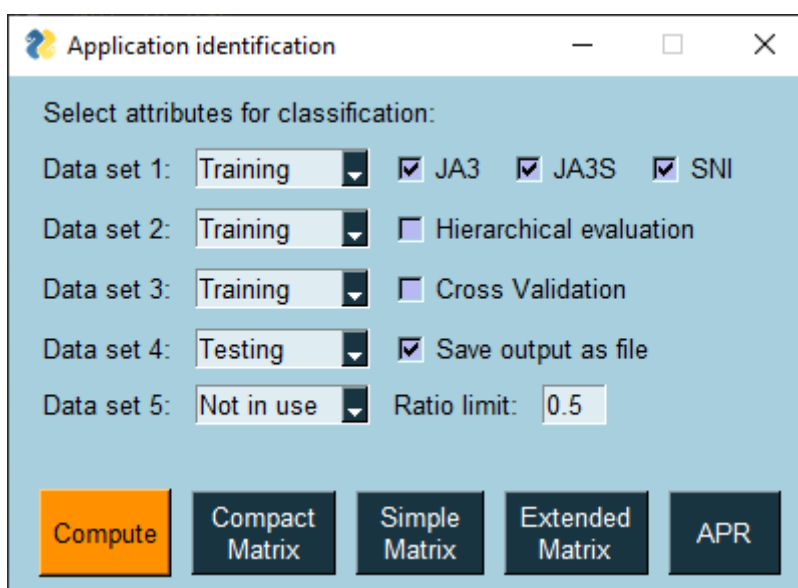 Application identification
Select attributes for classification:
Data set 1: Training JA3 JA3S SNI
Data set 2: Training Hierarchical evaluation
Data set 3: Training Cross Validation
Data set 4: Testing Save output as file
Data set 5: Not in use Ratio limit: 0.5
Compute
Compact
Matrix
Simple
Matrix
Extended
Matrix
APR